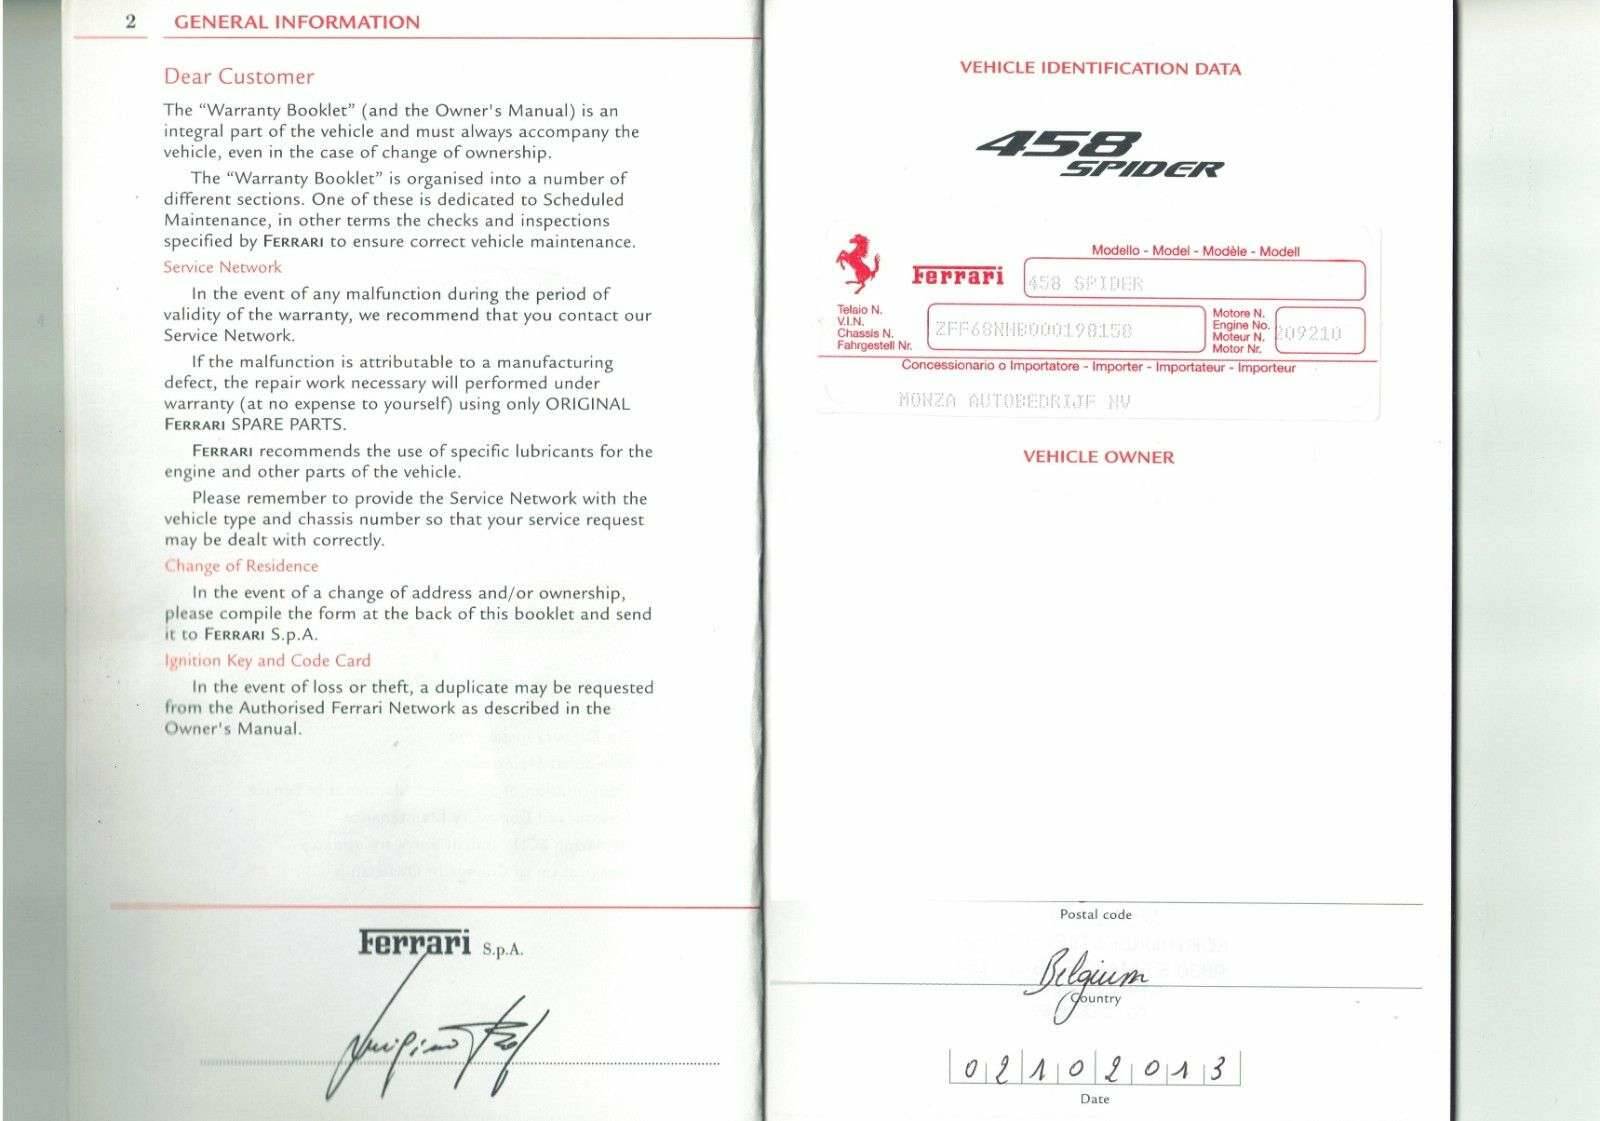 2 GENERAL INFORMATION
Dear Customer
The “Warranty Booklet” (and the Owner's Manual) is an
integral part of the vehicle and must always accompany the
vehicle, even in the case of change of ownership.
The “Warranty Booklet” is organised into a number of
different sections. One of these is dedicated to Scheduled
Maintenance, in other terms the checks and inspections
specified by FERRARI to ensure correct vehicle maintenance.
Service Network
In the event of any malfunction during the period of
validity of the warranty, we recommend that you contact our
Service Network.
If the malfunction is attributable to a manufacturing
defect, the repair work necessary will performed under
warranty (at no expense to yourself) using only ORIGINAL
FERRARI SPARE PARTS.
FERRARI recommends the use of specific lubricants for the
engine and other parts of the vehicle.
Please remember to provide the Service Network with the
vehicle type and chassis number so that your service request
may be dealt with correctly.
Change of Residence
In the event of a change of address and/or ownership,
please compile the form at the back of this booklet and send
it to FERRARI S.p.A.
Ignition Key and Code Card
In the event of loss or theft, a duplicate may be requested
from the Authorised Ferrari Network as described in the
Owner's Manual.
Ferrari S.p.A.
VEHICLE IDENTIFICATION DATA
458
SPIDER
Modello - Model - Modèle - Modell
Ferrari
458 SPIDER
Telaio N.
V.I.N.
Chassis N.
Fahrgestell Nr.
ZFF68NHB000198158
Motore N.
Engine No.
Moteur N.
Motor Nr.
209210
Concessionario o Importatore - Importer - Importateur - Importeur
MONZA AUTOBEDRIJF NV
VEHICLE OWNER
Postal code
Belgium
Country
02102013
Date